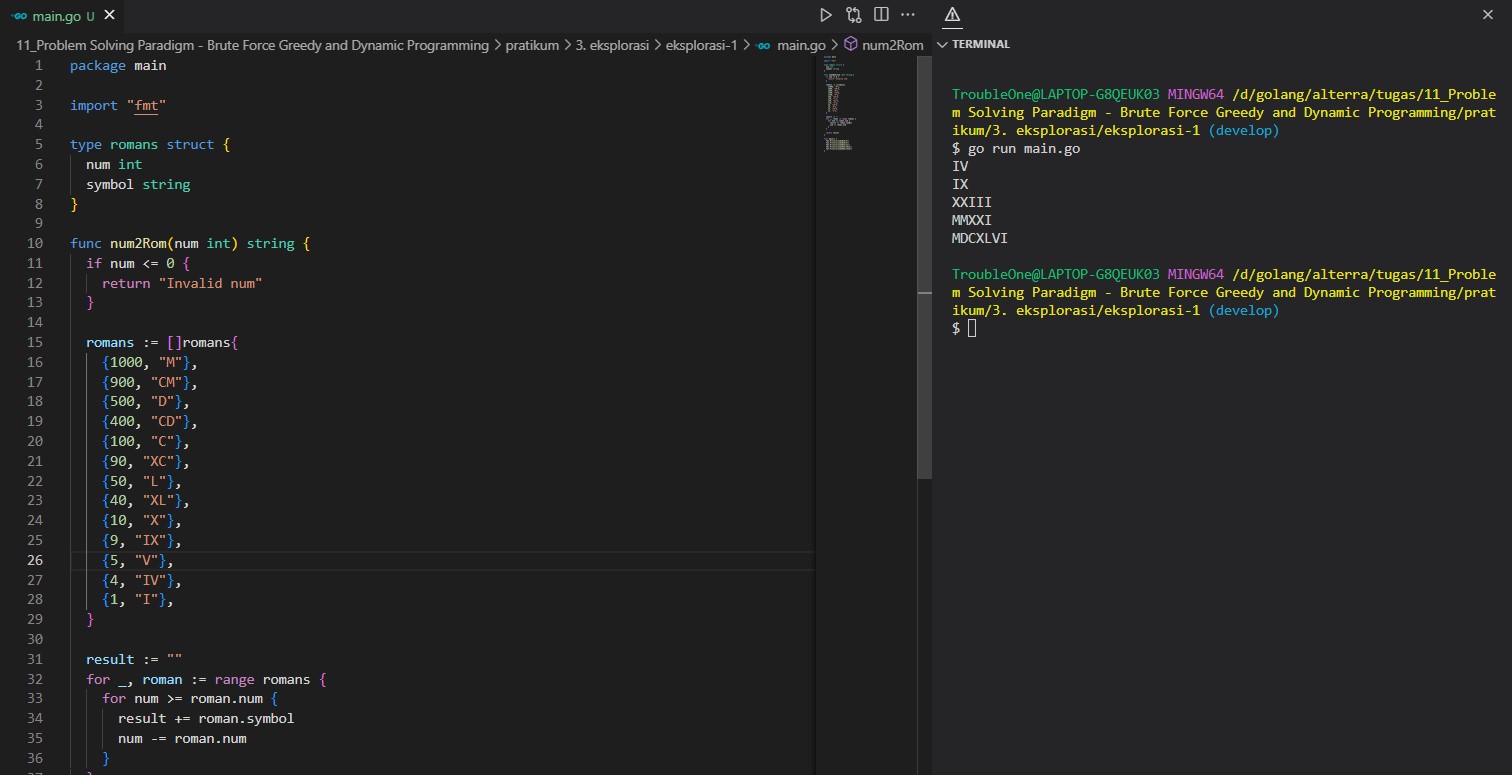 main.go U
11_Problem Solving Paradigm - Brute Force Greedy and Dynamic Programming > pratikum > 3. eksplorasi > eksplorasi-1 > main.go > num2Rom
1 package main
2
3 import "fmt"
4
5 type romans struct {
6 num int
7 symbol string
8 }
9
10 func num2Rom(num int) string {
11 if num <= 0 {
12 return "Invalid num"
13 }
14
15 romans := []romans{
16 {1000, "M"},
17 {900, "CM"},
18 {500, "D"},
19 {400, "CD"},
20 {100, "C"},
21 {90, "XC"},
22 {50, "L"},
23 {40, "XL"},
24 {10, "X"},
25 {9, "IX"},
26 {5, "V"},
27 {4, "IV"},
28 {1, "I"},
29 }
30
31 result := ""
32 for _, roman := range romans {
33 for num >= roman.num {
34 result += roman.symbol
35 num -= roman.num
36 }
TERMINAL
TroubleOne@LAPTOP-G8QEUK03 MINGW64 /d/golang/alterra/tugas/11_Proble
m Solving Paradigm - Brute Force Greedy and Dynamic Programming/prat
ikum/3. eksplorasi/eksplorasi-1 (develop)
$ go run main.go
IV
IX
XXIII
MMXXI
MDCXLVI
TroubleOne@LAPTOP-G8QEUK03 MINGW64 /d/golang/alterra/tugas/11_Proble
m Solving Paradigm - Brute Force Greedy and Dynamic Programming/prat
ikum/3. eksplorasi/eksplorasi-1 (develop)
$